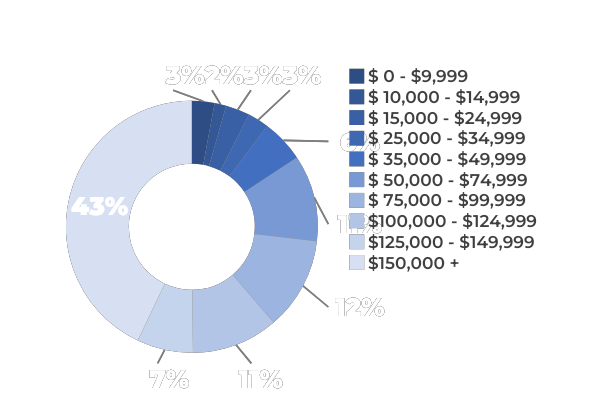 3% 2% 3% 3%
$ 0 - $9,999
$ 10,000 - $14,999
$ 15,000 - $24,999
$ 25,000 - $34,999
6%
$ 35,000 - $49,999
$ 50,000 - $74,999
$ 75,000 - $99,999
43%
11%
$100,000 - $124,999
$125,000 - $149,999
$150,000 +
12%
7%
11%